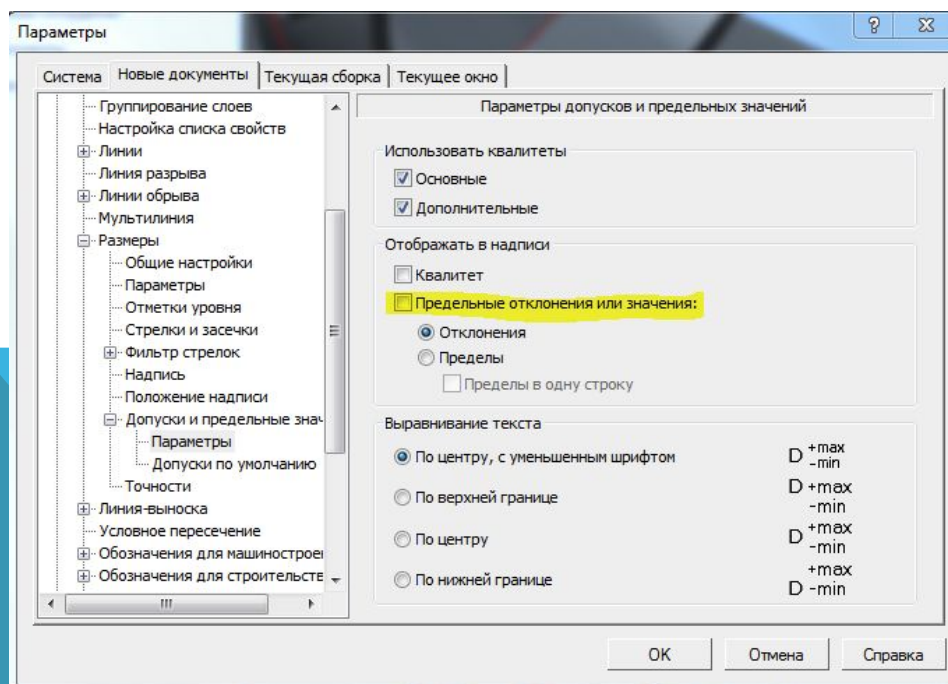 Параметры
Система Новые документы Текущая сборка Текущее окно
Группирование слоев
Настройка списка свойств
Линии
Линия разрыва
Линии обрыва
Мультилиния
Размеры
Общие настройки
Параметры
Отметки уровня
Стрелки и засечки
Фильтр стрелок
Надпись
Положение надписи
Допуски и предельные знач
Параметры
Допуски по умолчанию
Точности
Линия-выноска
Условное пересечение
Обозначения для машинострое
Обозначения для строительств
Параметры допусков и предельных значений
Использовать квалитеты
Основные
Дополнительные
Отображать в надписи
Квалитет
Предельные отклонения или значения:
Отклонения
Пределы
Пределы в одну строку
Выравнивание текста
По центру, с уменьшенным шрифтом D +max -min
По верхней границе D +max
-min
По центру D +max
-min
По нижней границе +max
D -min
OK Отмена Справка